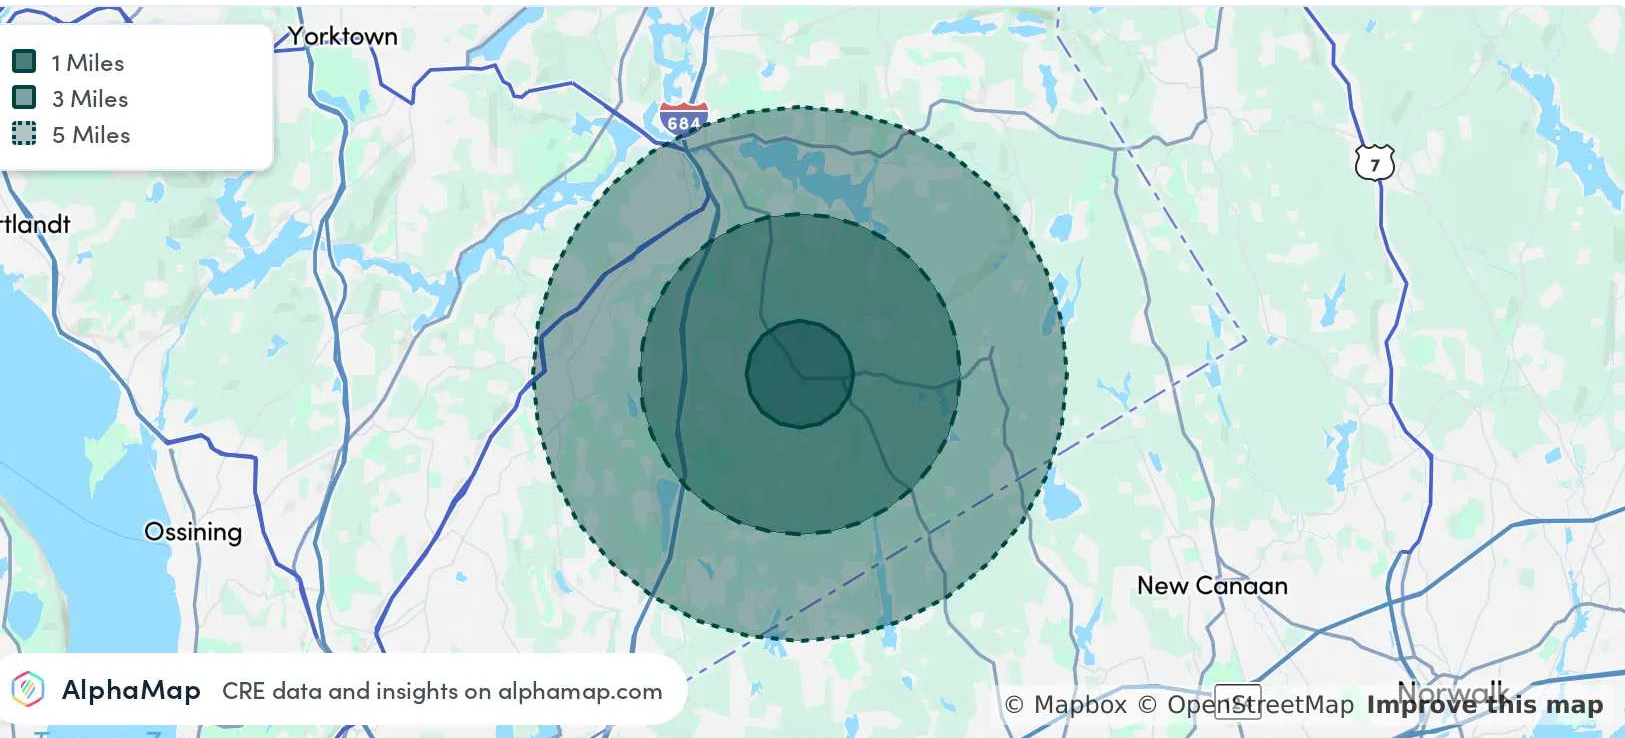 Yorktown
1 Miles
3 Miles
5 Miles
684
7
rtlandt
Ossining
New Canaan
Norwalk
AlphaMap CRE data and insights on alphamap.com
© Mapbox © OpenStreetMap Improve this map